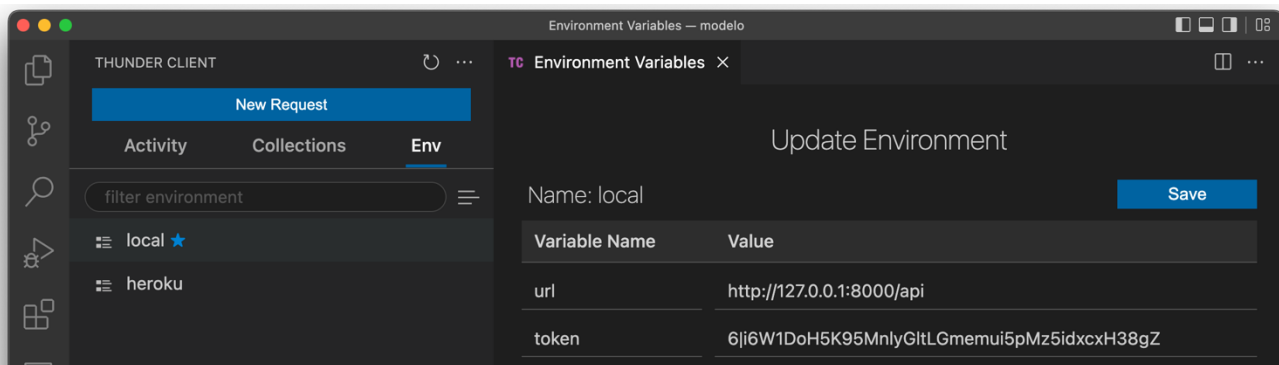 Environment Variables — modelo
THUNDER CLIENT
New Request
Activity Collections Env
filter environment
local
heroku
TC Environment Variables
Update Environment
Name: local
Save
Variable Name Value
url http://127.0.0.1:8000/api
token 6|i6W1DoH5K95MnlyGltLGmemui5pMz5idxcxH38gZ